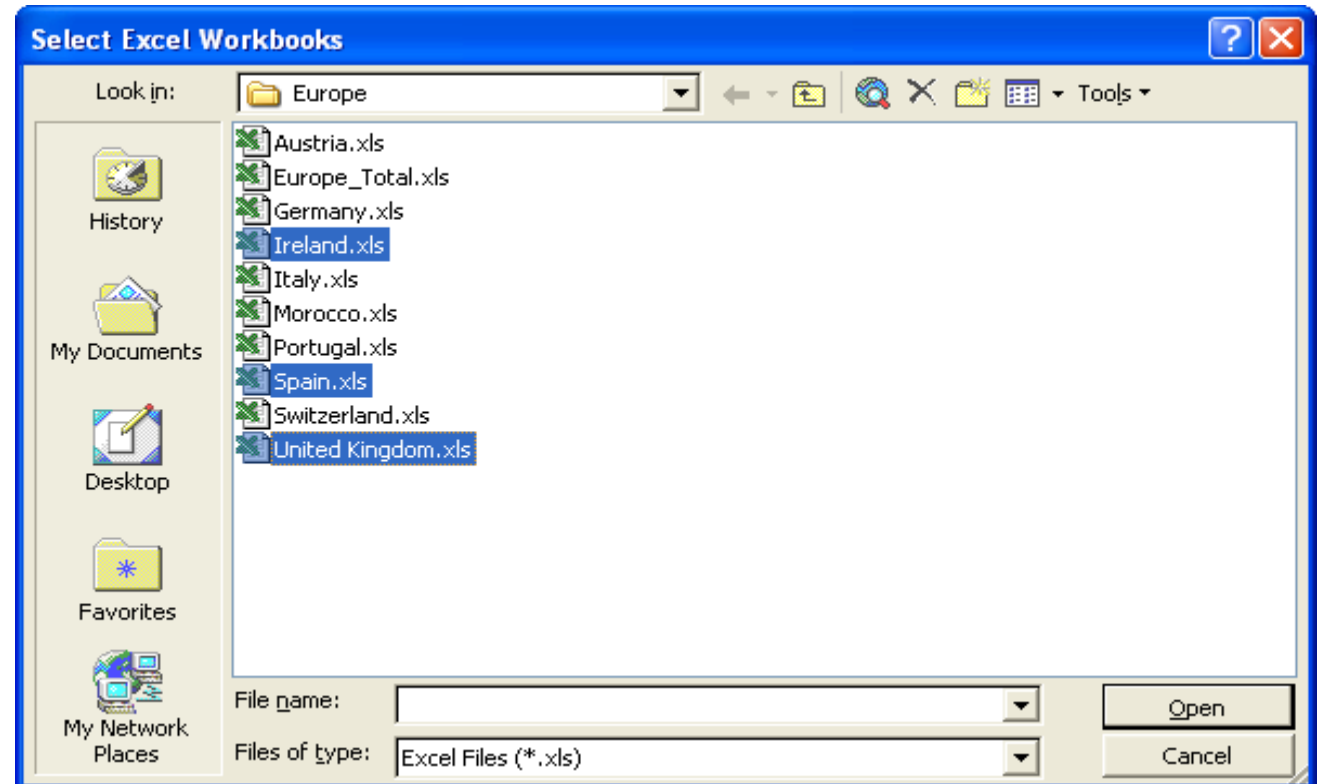 Select Excel Workbooks
Look in:
Europe
Tools
History
My Documents
Desktop
Favorites
My Network
Places
Austria.xls
Europe_Total.xls
Germany.xls
Ireland.xls
Italy.xls
Morocco.xls
Portugal.xls
Spain.xls
Switzerland.xls
United Kingdom.xls
File name:
Open
Files of type:
Excel Files (*.xls)
Cancel